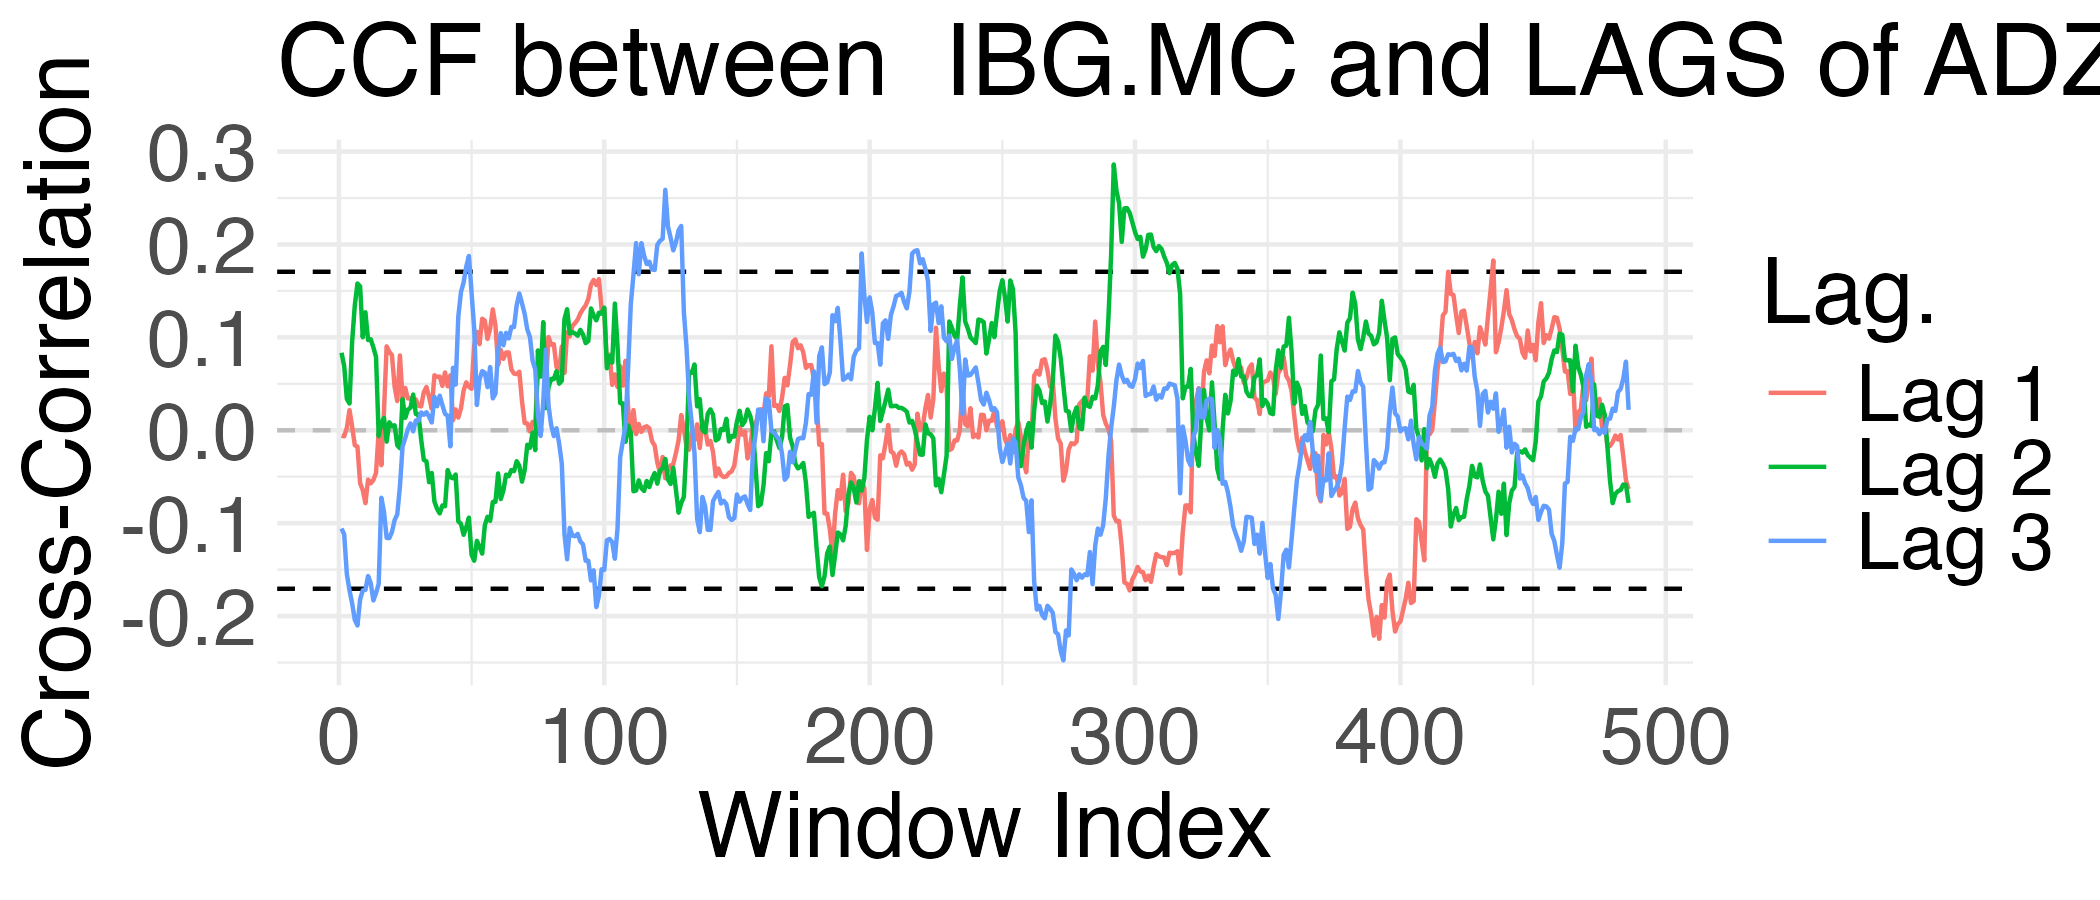 CCF between IBG.MC and LAGS of ADZ
Cross-Correlation
0.3
0.2
0.1
0.0
-0.1
-0.2
0 100 200 300 400 500
Window Index
Lag.
Lag 1
Lag 2
Lag 3